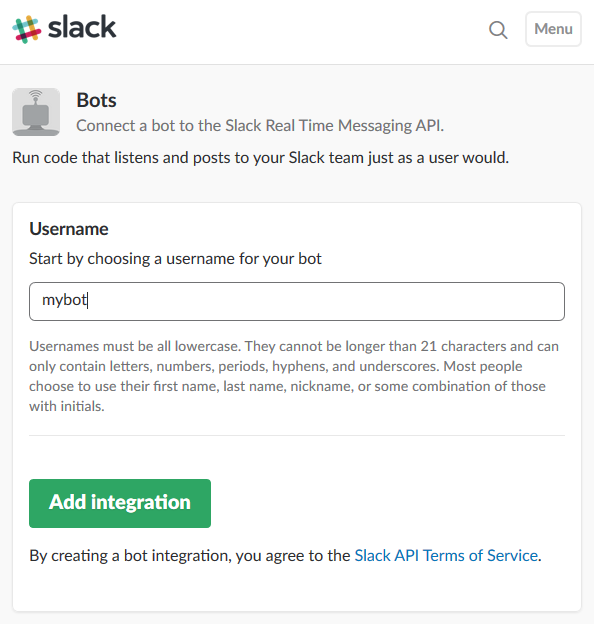 slack
Menu
Bots
Connect a bot to the Slack Real Time Messaging API.
Run code that listens and posts to your Slack team just as a user would.
Username
Start by choosing a username for your bot
mybot
Usernames must be all lowercase. They cannot be longer than 21 characters and can
only contain letters, numbers, periods, hyphens, and underscores. Most people
choose to use their first name, last name, nickname, or some combination of those
with initials.
Add integration
By creating a bot integration, you agree to the Slack API Terms of Service.